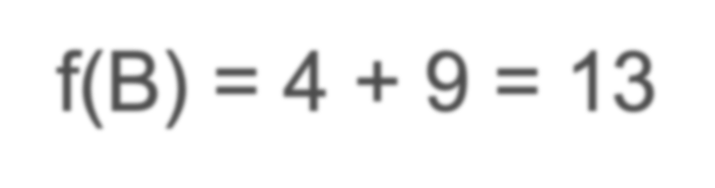 f(B) = 4 + 9 = 13